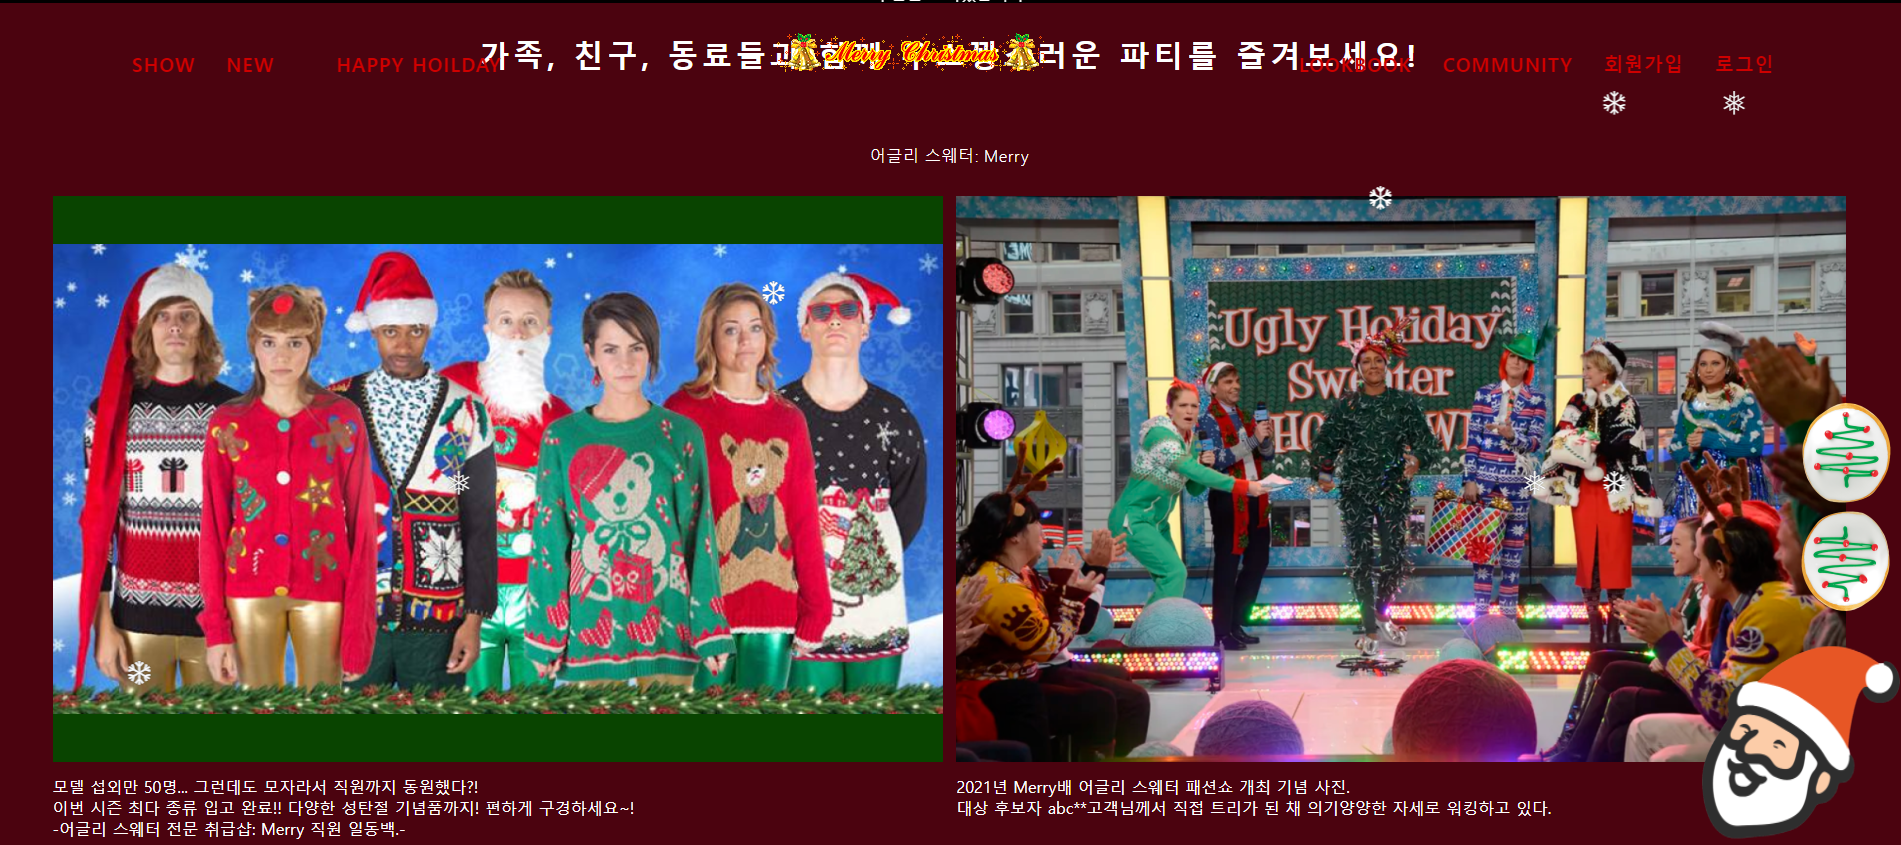 가족, 친구, 동료들과 함께 러운 파티를 즐겨보세요!
Merry Christmas
SHOW NEW HAPPY HOILDAY LOOKBOOK COMMUNITY 회원가입 로그인
어글리 스웨터: Merry
Ugly Holiday
Sweater
모델 섭외만 50명... 그런데도 모자라서 직원까지 동원했다?!
이번 시즌 최다 종류 입고 완료!! 다양한 성탄절 기념품까지! 편하게 구경하세요~!
-어글리 스웨터 전문 취급샵: Merry 직원 일동백.-
2021년 Merry배 어글리 스웨터 패션쇼 개최 기념 사진.
대상 후보자 abc**고객님께서 직접 트리가 된 채 의기양양한 자세로 워킹하고 있다.